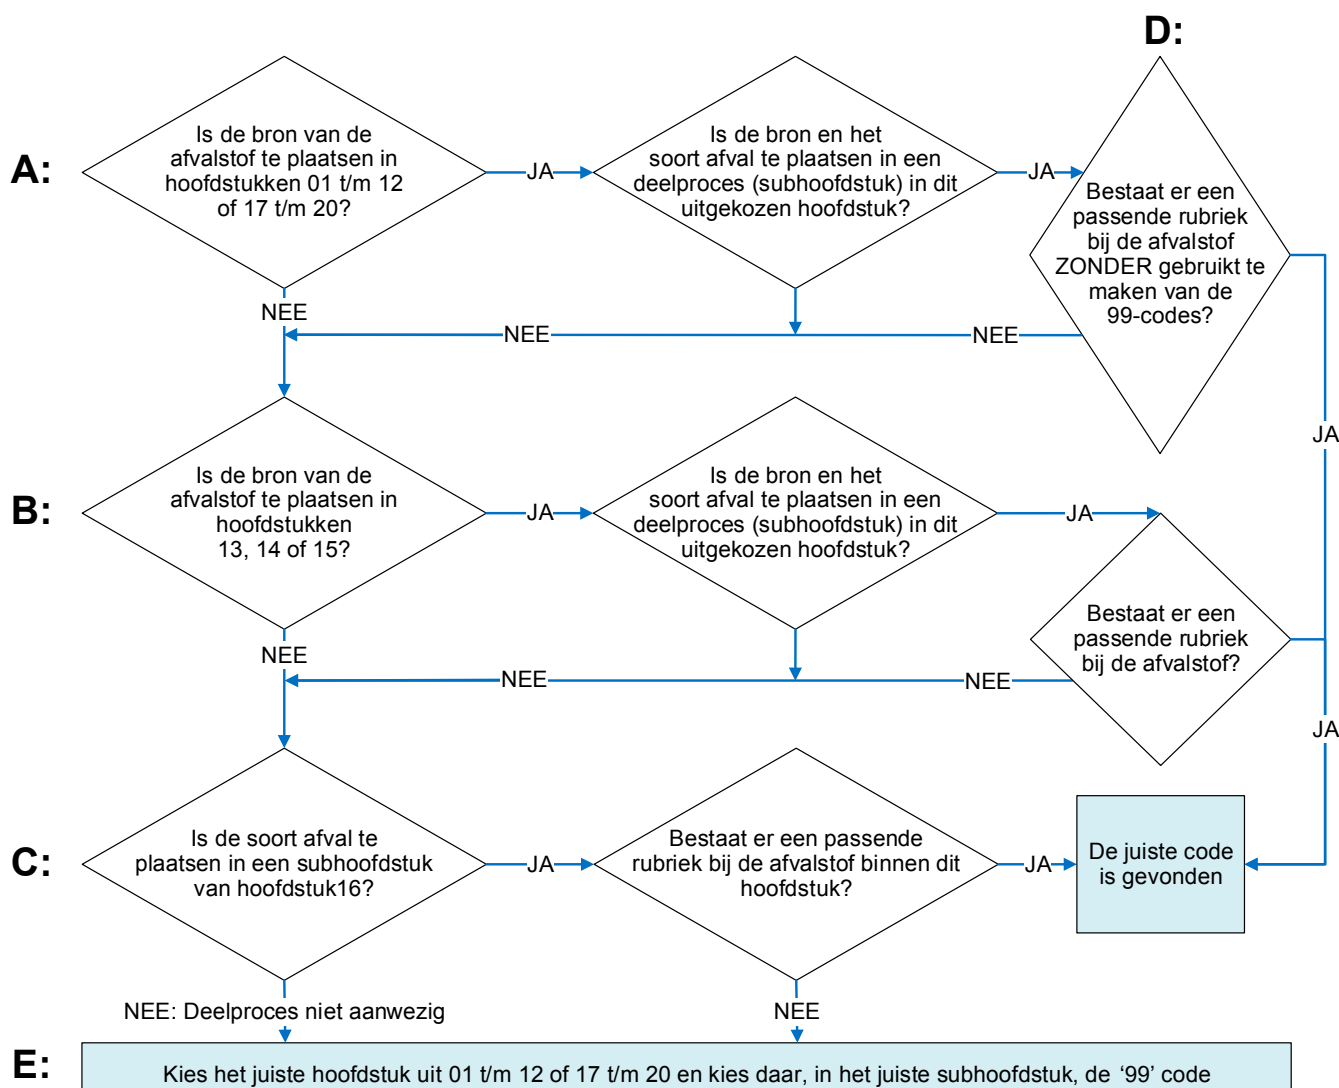 D:
A:
Is de bron van de
afvalstof te plaatsen in
hoofdstukken 01 t/m 12
of 17 t/m 20?
JA
Is de bron en het
soort afval te plaatsen in een
deelproces (subhoofdstuk) in dit
uitgekozen hoofdstuk?
JA
Bestaat er een
passende rubriek
bij de afvalstof
ZONDER gebruikt te
maken van de
99-codes?
NEE
NEE
NEE
JA
B:
Is de bron van de
afvalstof te plaatsen in
hoofdstukken
13, 14 of 15?
JA
Is de bron en het
soort afval te plaatsen in een
deelproces (subhoofdstuk) in dit
uitgekozen hoofdstuk?
JA
Bestaat er een
passende rubriek
bij de afvalstof?
NEE
NEE
NEE
JA
C:
Is de soort afval te
plaatsen in een subhoofdstuk
van hoofdstuk16?
JA
Bestaat er een passende
rubriek bij de afvalstof binnen dit
hoofdstuk?
JA
De juiste code
is gevonden
NEE: Deelproces niet aanwezig
NEE
E:
Kies het juiste hoofdstuk uit 01 t/m 12 of 17 t/m 20 en kies daar, in het juiste subhoofdstuk, de ‘99’ code